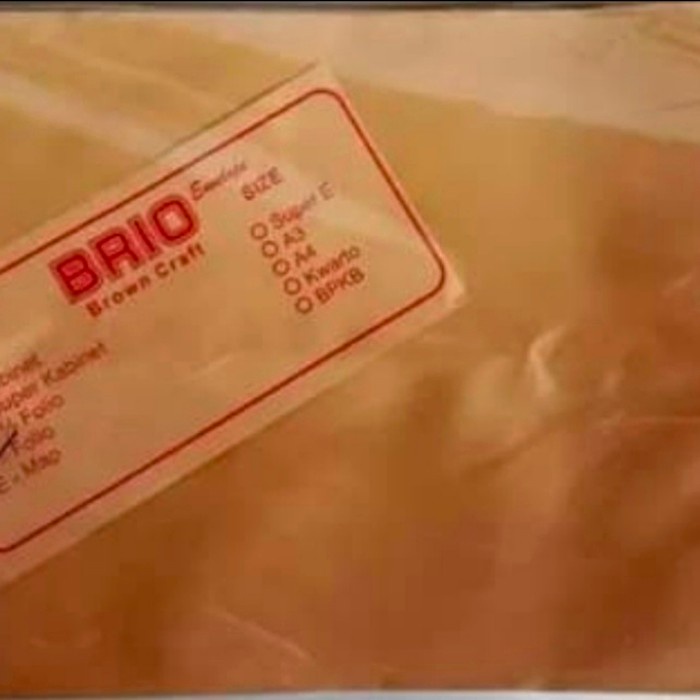 BRIO Envelope
Brown Craft
SIZE
Super E
A3
A4
Kwarto
BPKB
Super Kabinet
Folio
Folio
E - Map